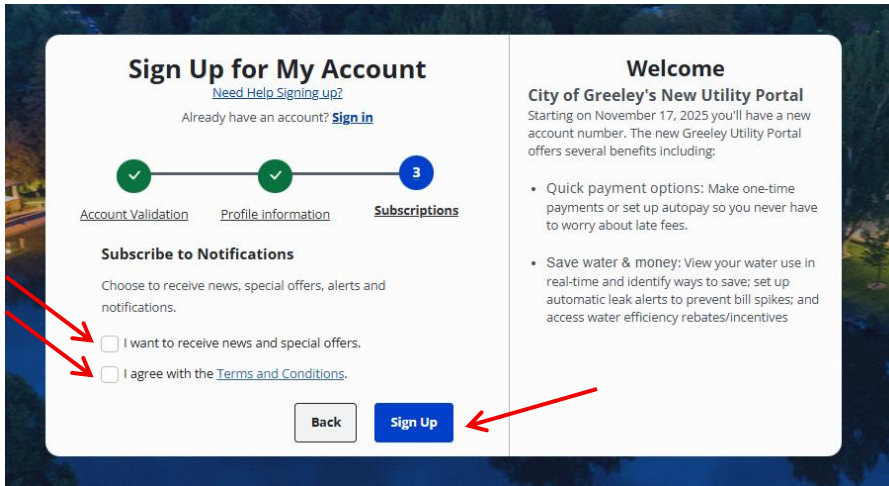 Sign Up for My Account
Need Help Signing up?
Already have an account? Sign in
3
Account Validation
Profile information
Subscriptions
Subscribe to Notifications
Choose to receive news, special offers, alerts and
notifications.
I want to receive news and special offers.
I agree with the Terms and Conditions.
Back
Sign Up
Welcome
City of Greeley's New Utility Portal
Starting on November 17, 2025 you'll have a new
account number. The new Greeley Utility Portal
offers several benefits including:
• Quick payment options: Make one-time
payments or set up autopay so you never have
to worry about late fees.
• Save water & money: View your water use in
real-time and identify ways to save; set up
automatic leak alerts to prevent bill spikes; and
access water efficiency rebates/incentives